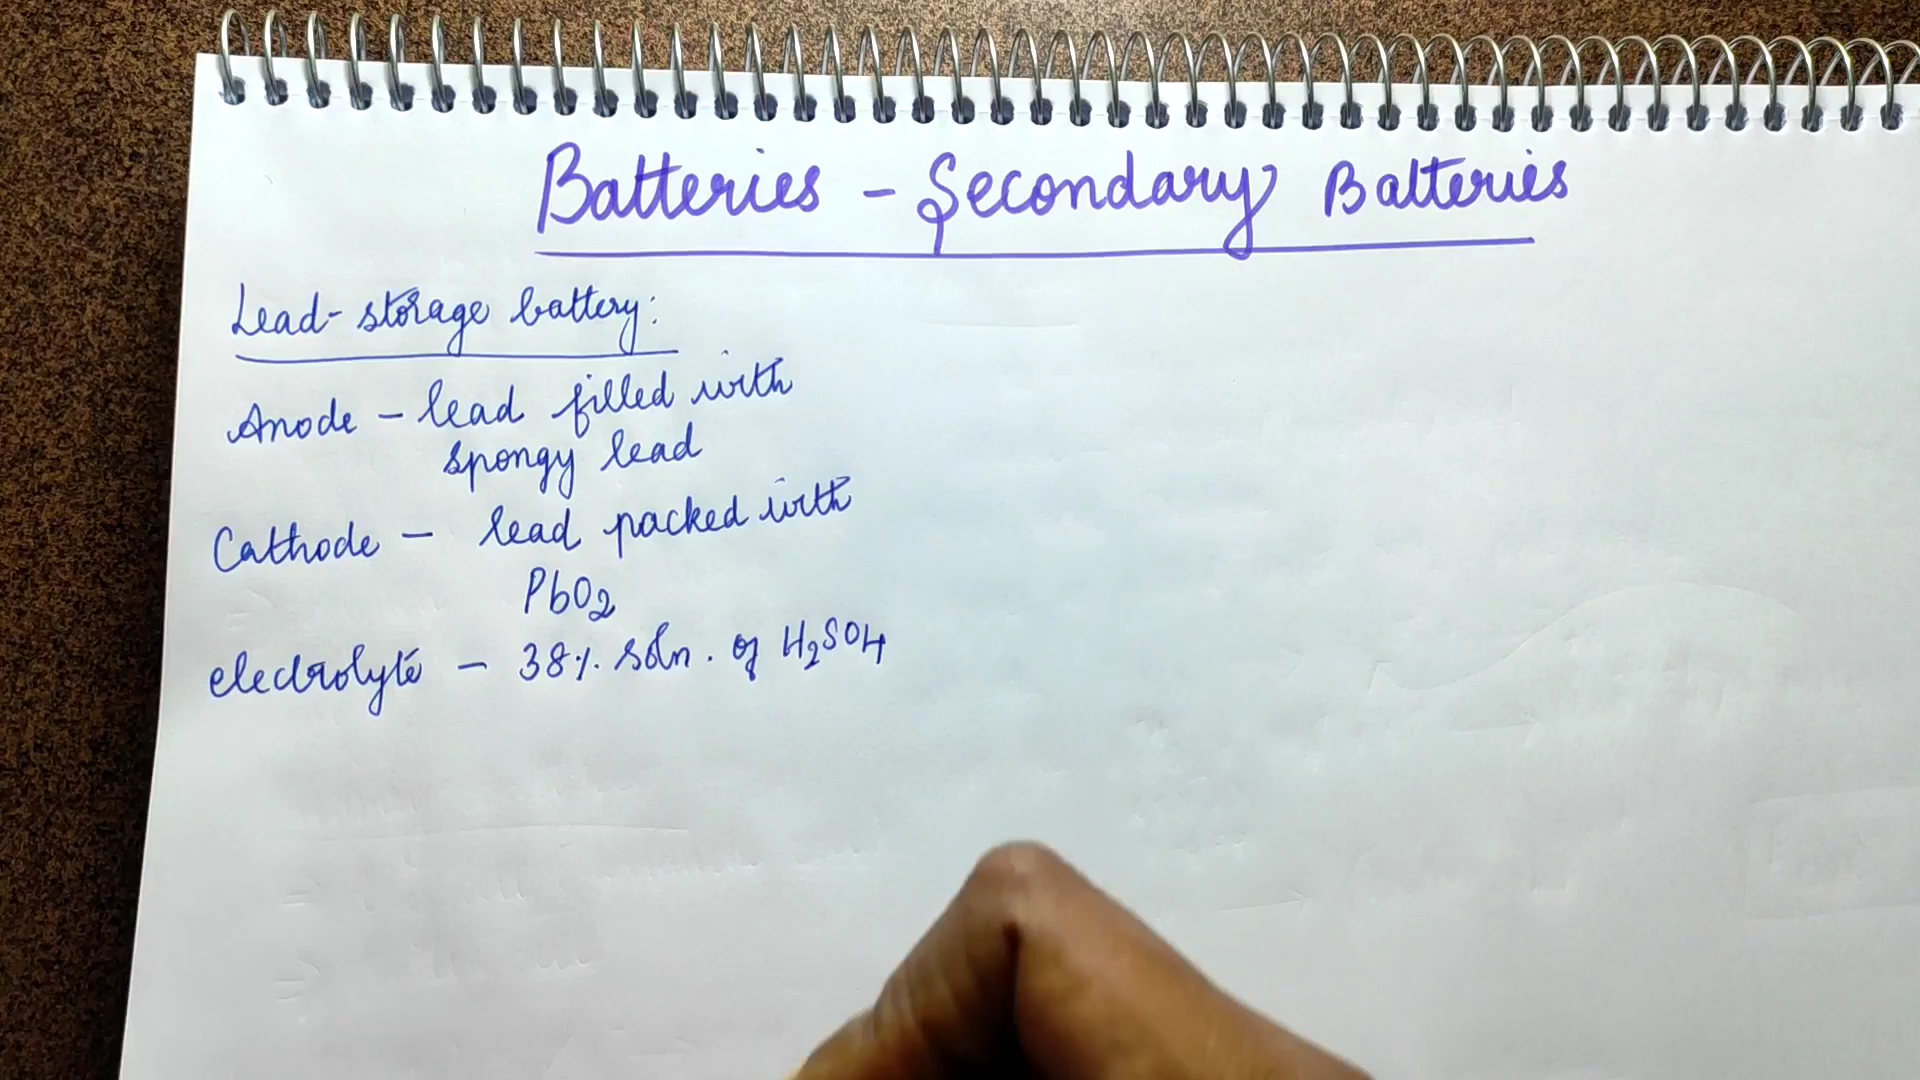 Batteries - Secondary Batteries
Lead-storage battery:
Anode - lead filled with
spongy lead
Cathode - lead packed with
PbO2
electrolyte - 38% soln. of H2SO4